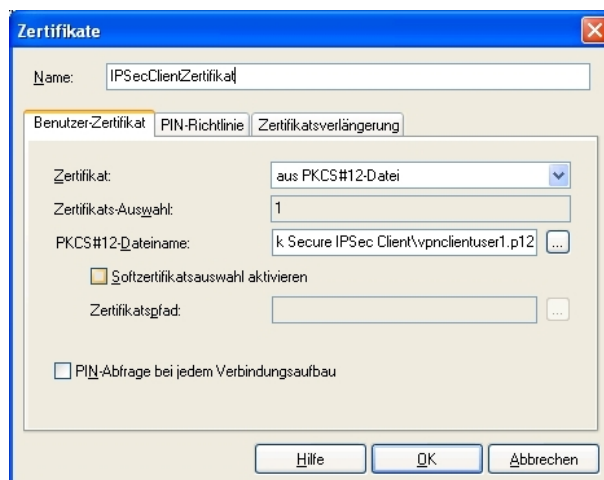 Zertifikate
Name: IPSecClientZertifikat
Benutzer-Zertifikat PIN-Richtlinie Zertifikatsverlängerung
Zertifikat: aus PKCS#12-Datei
Zertifikats-Auswahl: 1
PKCS#12-Dateiname: k Secure IPSec Client\vpnclientuser1.p12 ...
Softzertifikatsauswahl aktivieren
Zertifikatspfad: ...
PIN-Abfrage bei jedem Verbindungsaufbau
Hilfe OK Abbrechen